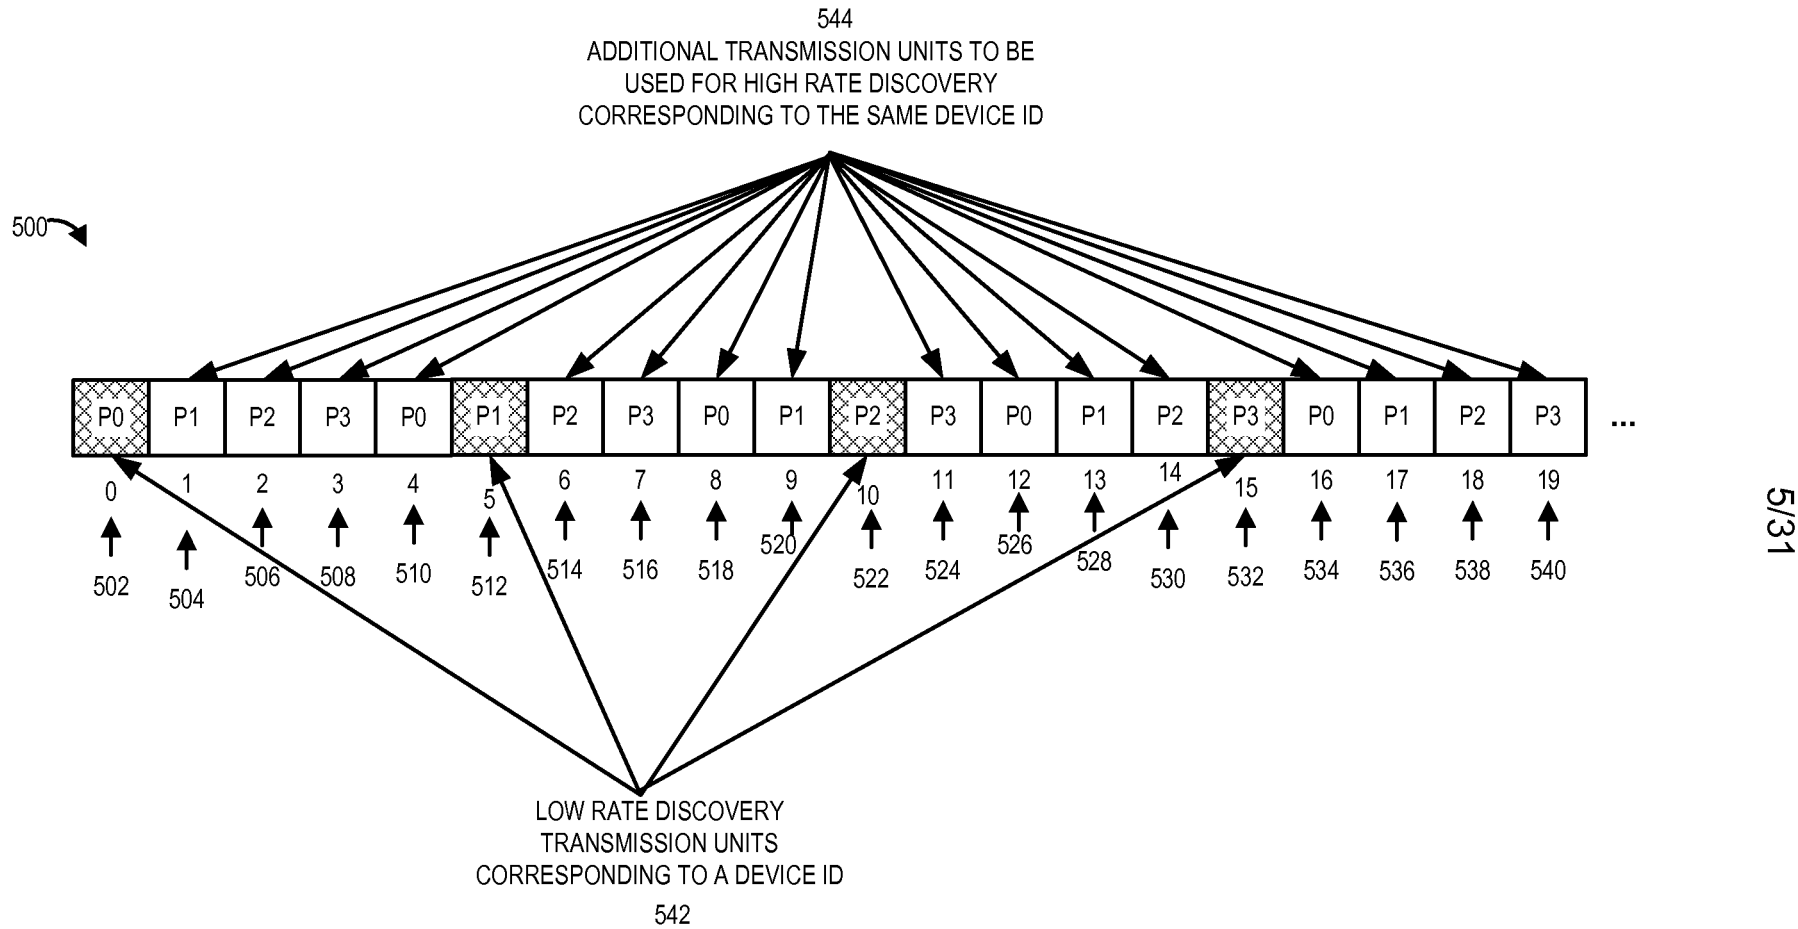 544
ADDITIONAL TRANSMISSION UNITS TO BE
USED FOR HIGH RATE DISCOVERY
CORRESPONDING TO THE SAME DEVICE ID
500
P0 P1 P2 P3 P0 P1 P2 P3 P0 P1 P2 P3 P0 P1 P2 P3 P0 P1 P2 P3 ...
0 1 2 3 4 5 6 7 8 9 10 11 12 13 14 15 16 17 18 19
502 504 506 508 510 512 514 516 518 520 522 524 526 528 530 532 534 536 538 540
LOW RATE DISCOVERY
TRANSMISSION UNITS
CORRESPONDING TO A DEVICE ID
542
5/31